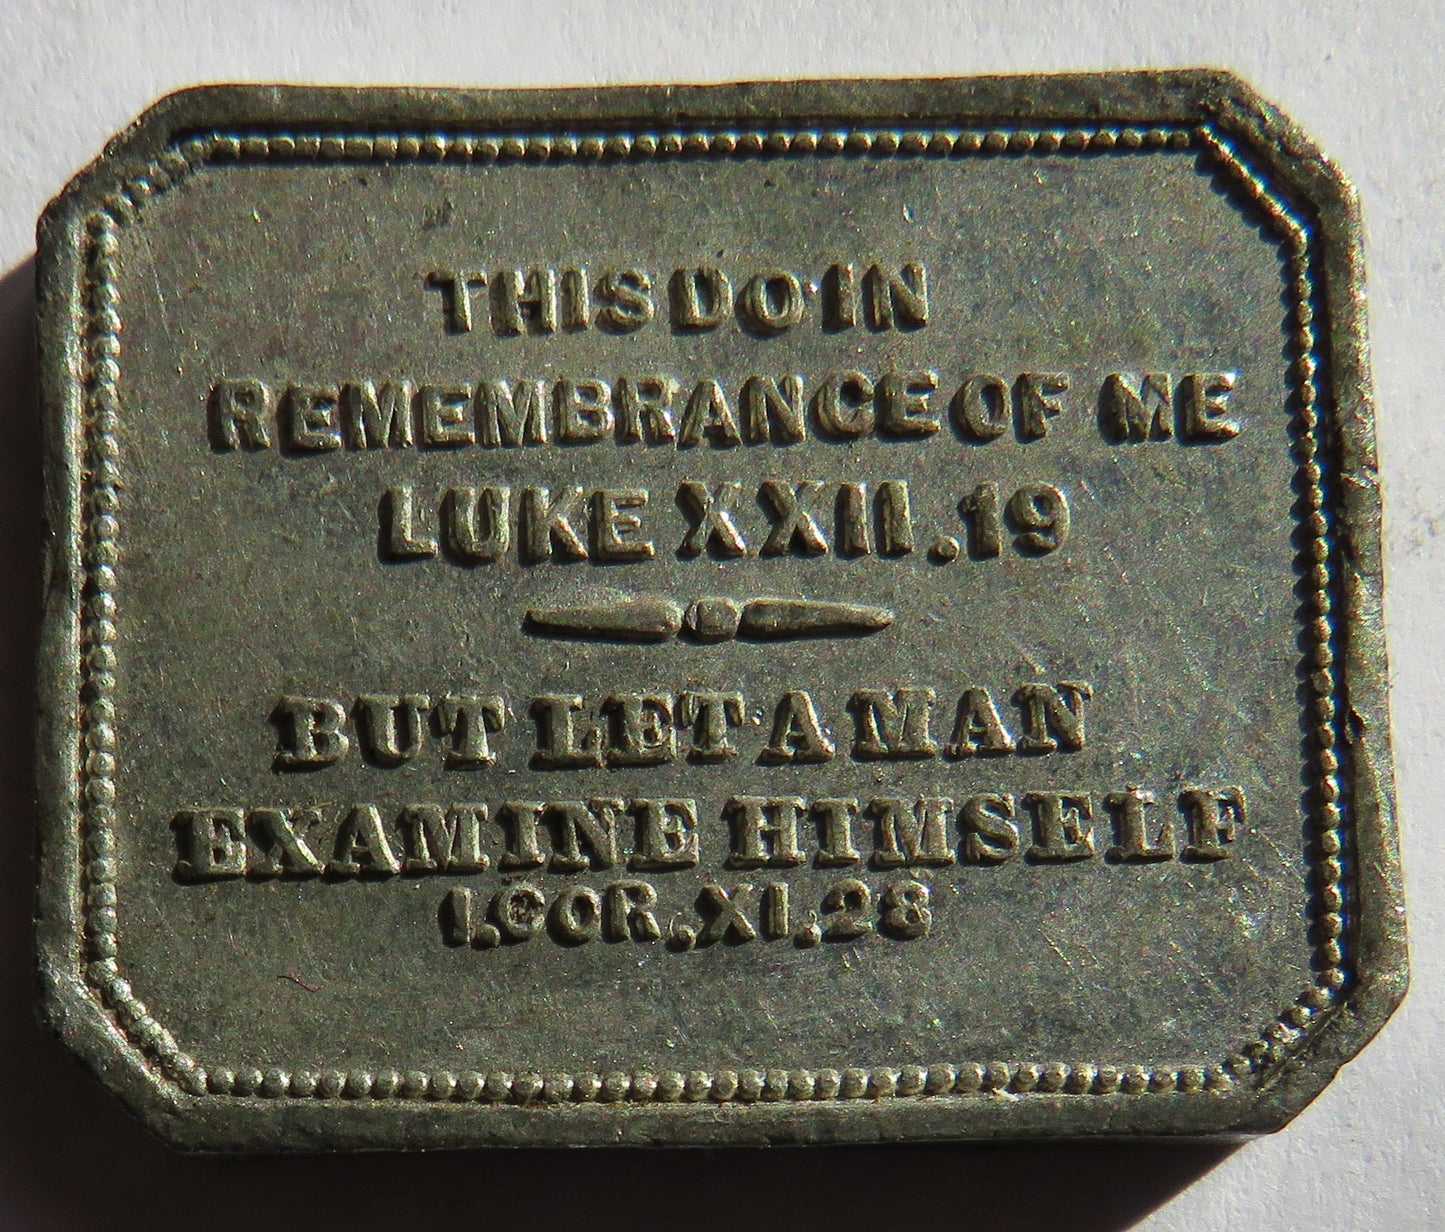 THIS DO IN
REMEMBRANCE OF ME
LUKE XXII.19
BUT LET A MAN
EXAMINE HIMSELF
I.COR.XI.28